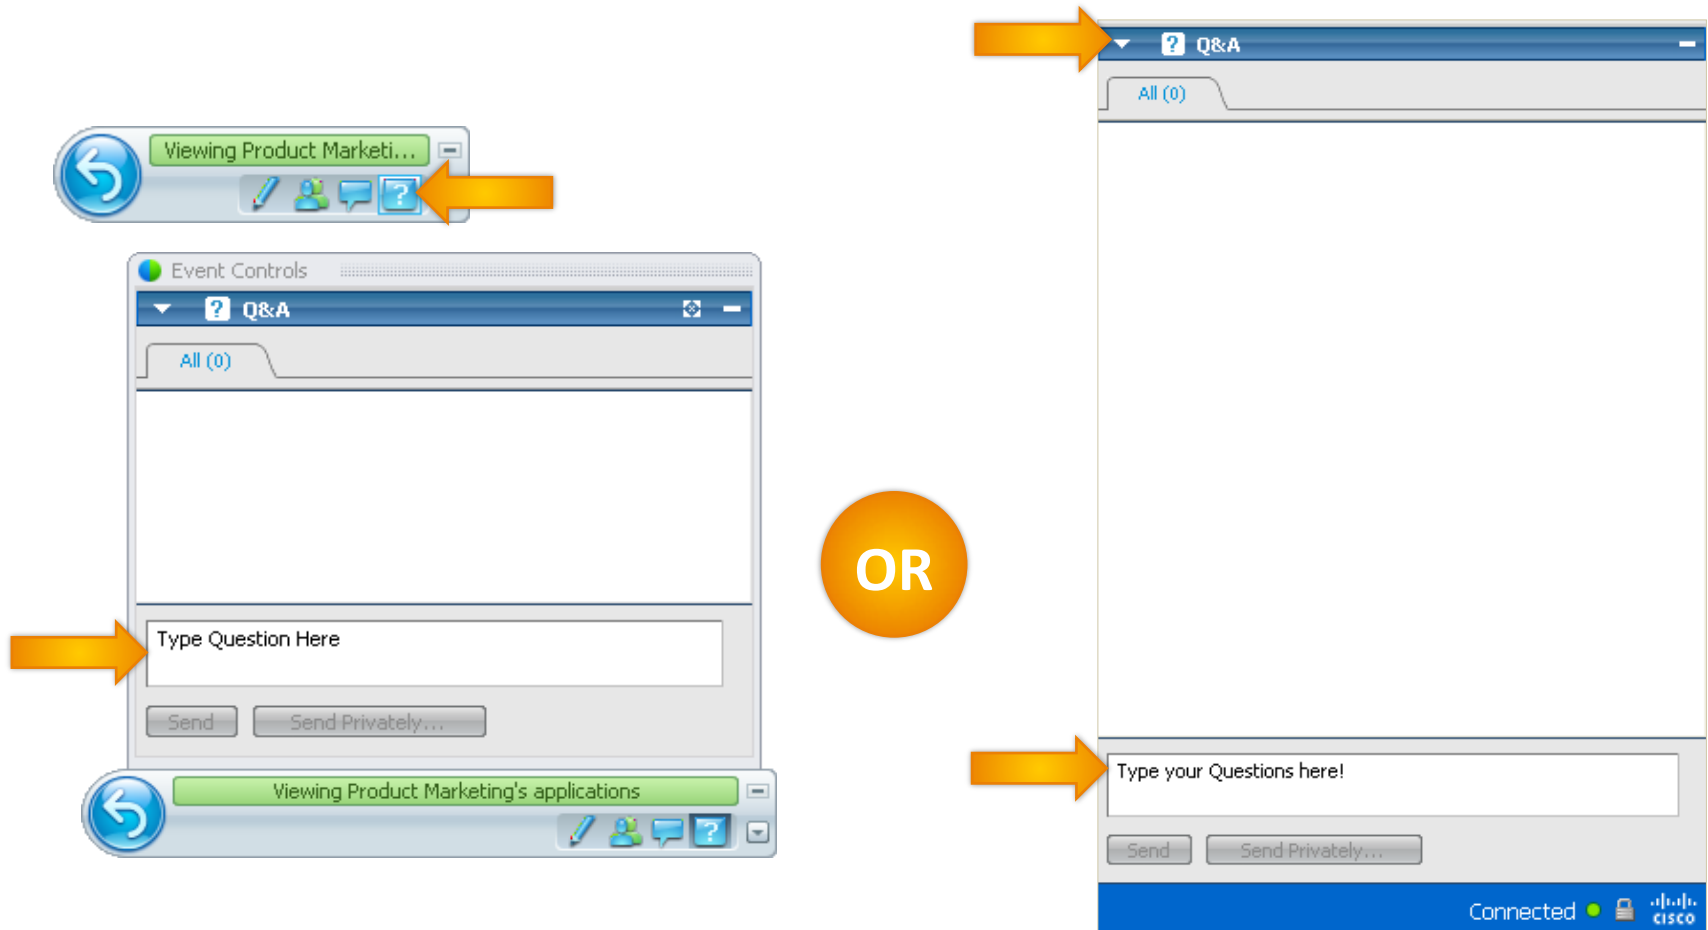 Viewing Product Marketi...
?
Event Controls
? Q&A
All (0)
Type Question Here
Send
Send Privately...
Viewing Product Marketing's applications
?
OR
? Q&A
All (0)
Type your Questions here!
Send
Send Privately...
Connected
CISCO